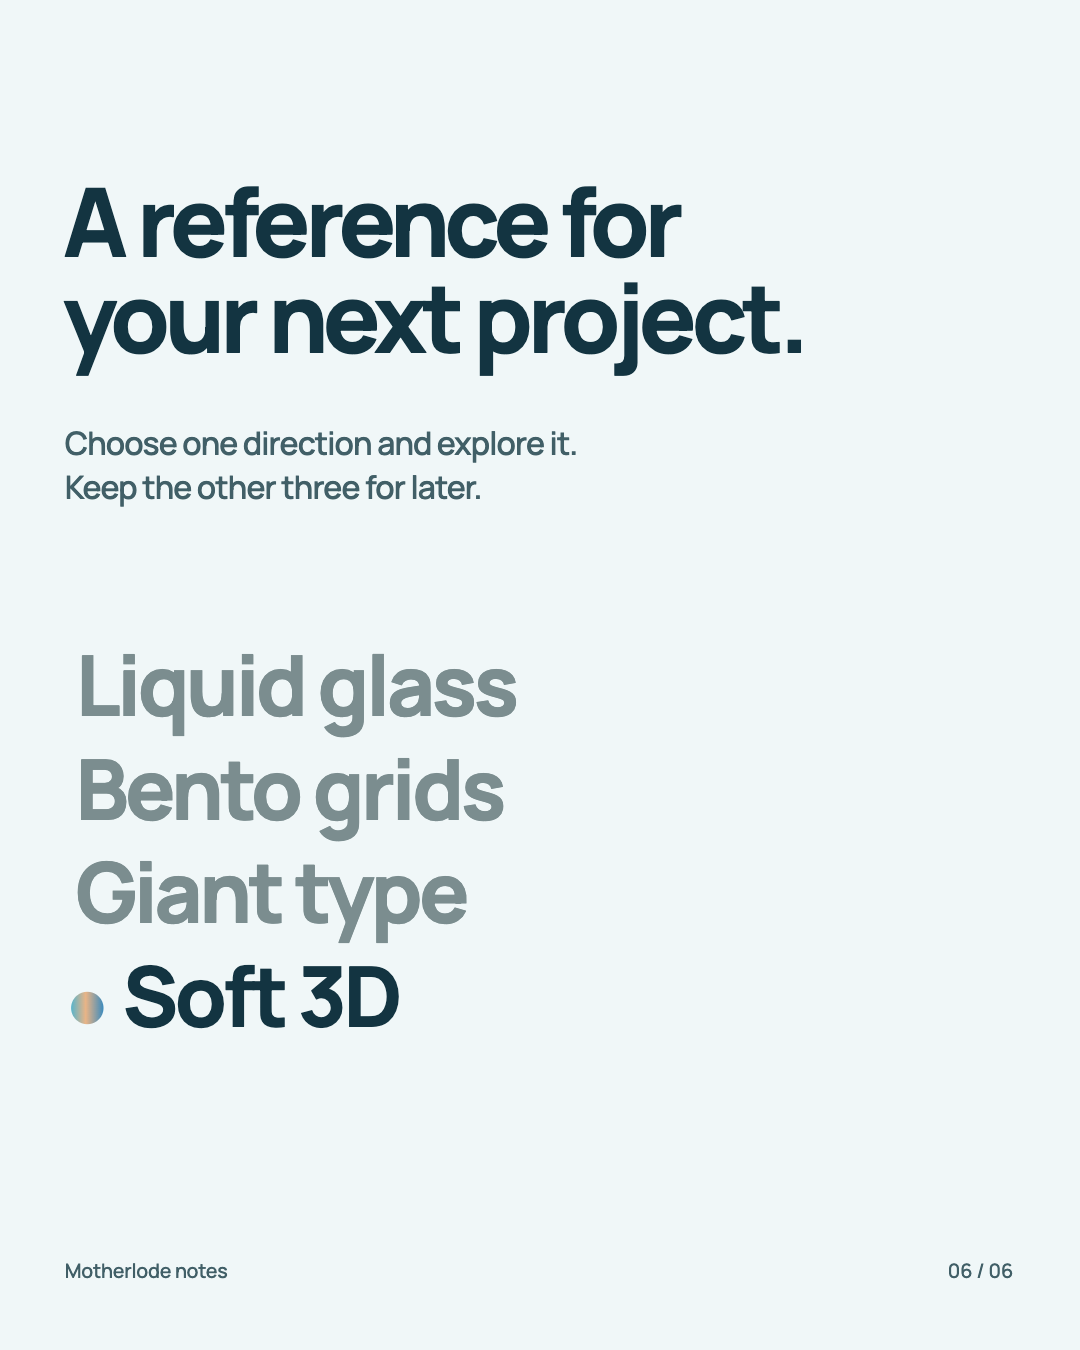 A reference for
your next project.
Choose one direction and explore it.
Keep the other three for later.
Liquid glass
Bento grids
Giant type
Soft 3D
Motherlode notes
06 / 06